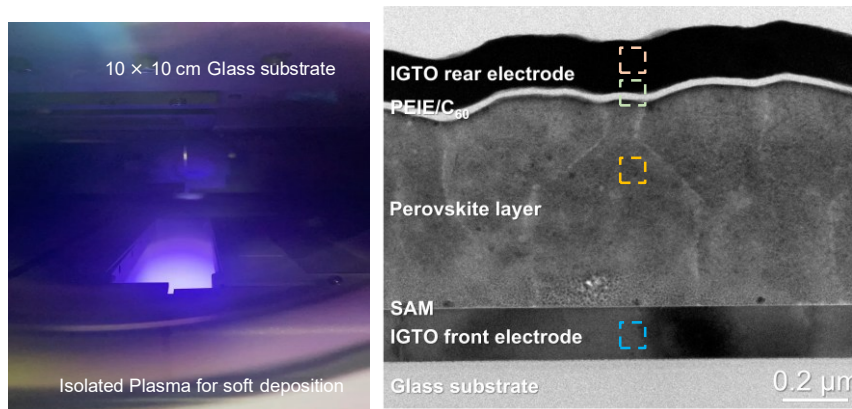 10 × 10 cm Glass substrate
Isolated Plasma for soft deposition
IGTO rear electrode
PEIE/C₆₀
Perovskite layer
SAM
IGTO front electrode
Glass substrate
0.2 μm